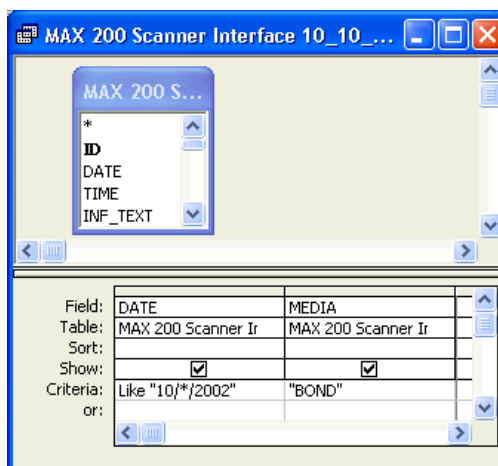 MAX 200 Scanner Interface 10_10_...
MAX 200 S...
*
ID
DATE
TIME
INF_TEXT
Field: DATE MEDIA
Table: MAX 200 Scanner Ir MAX 200 Scanner Ir
Sort:
Show:
Criteria: Like "10/*/2002" "BOND"
or: